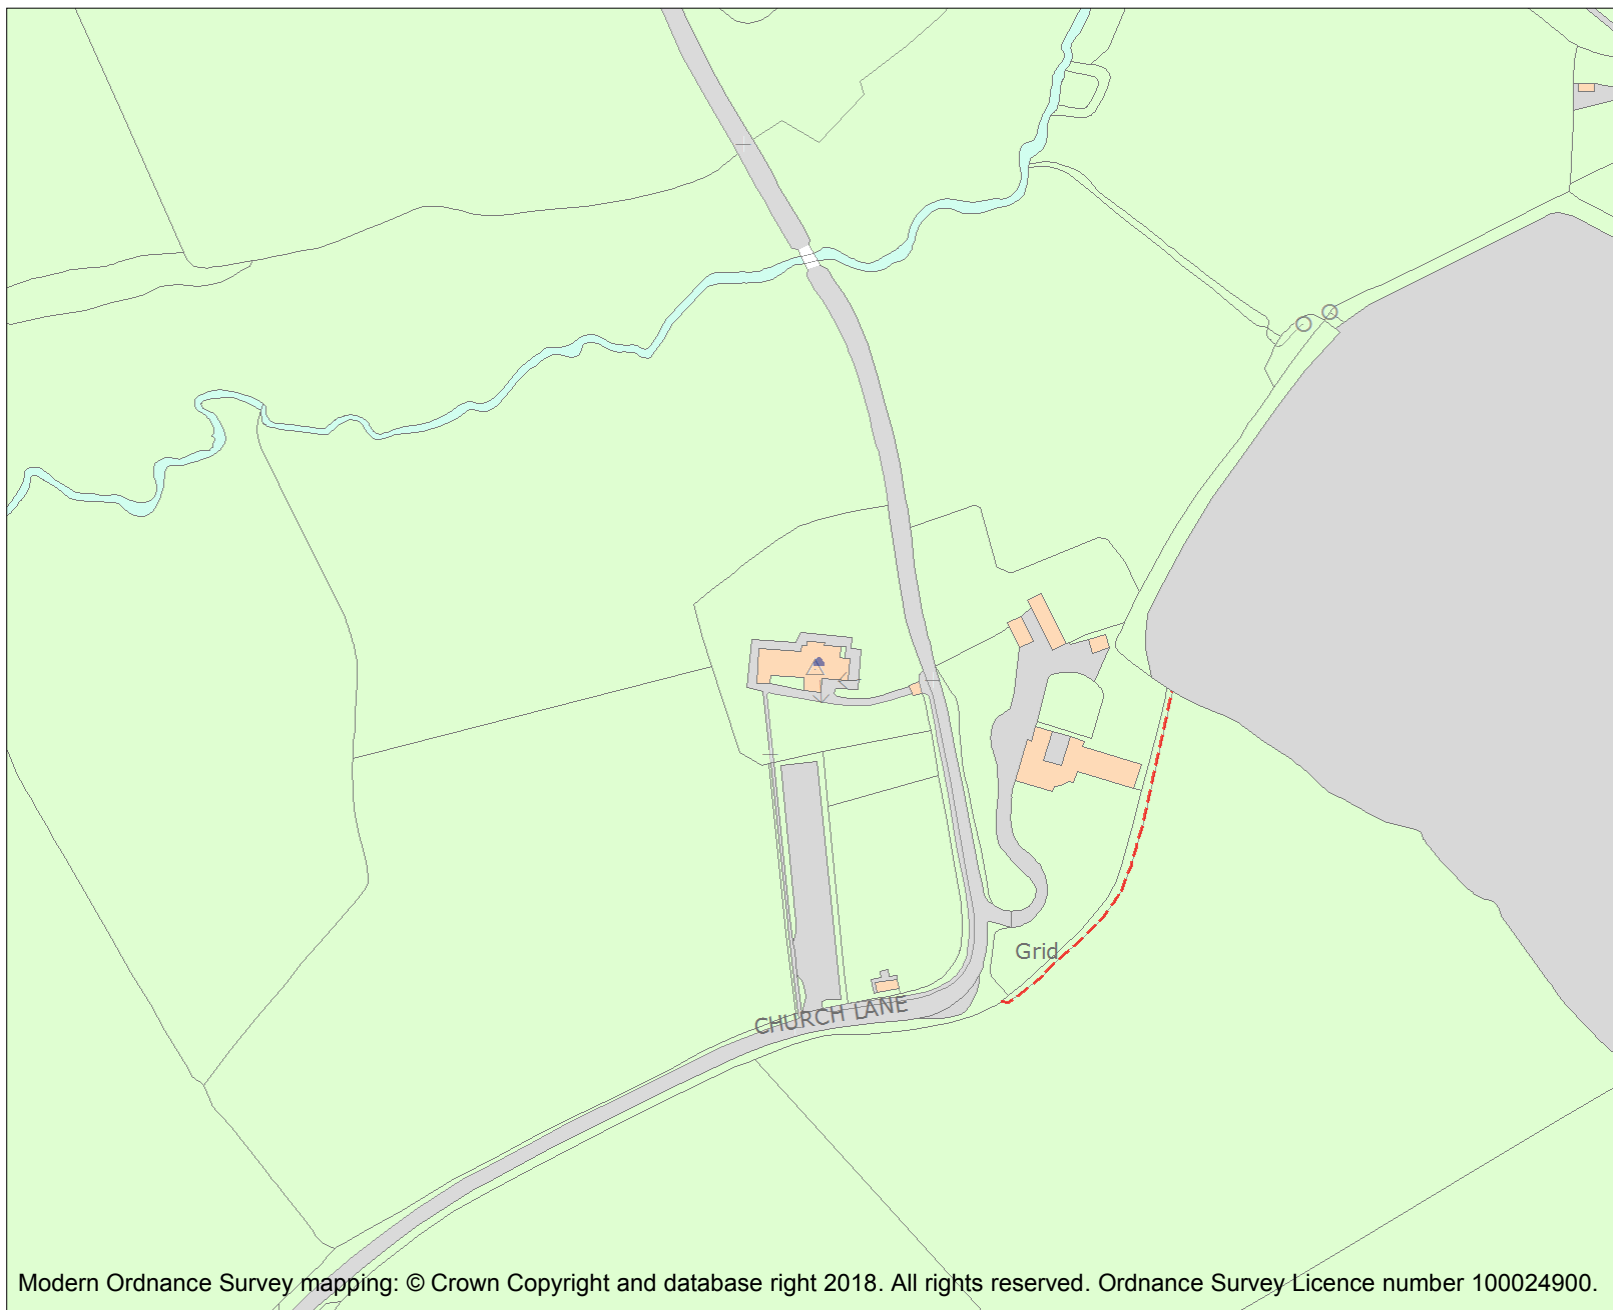 Grid
CHURCH LANE
Modern Ordnance Survey mapping: © Crown Copyright and database right 2018. All rights reserved. Ordnance Survey Licence number 100024900.